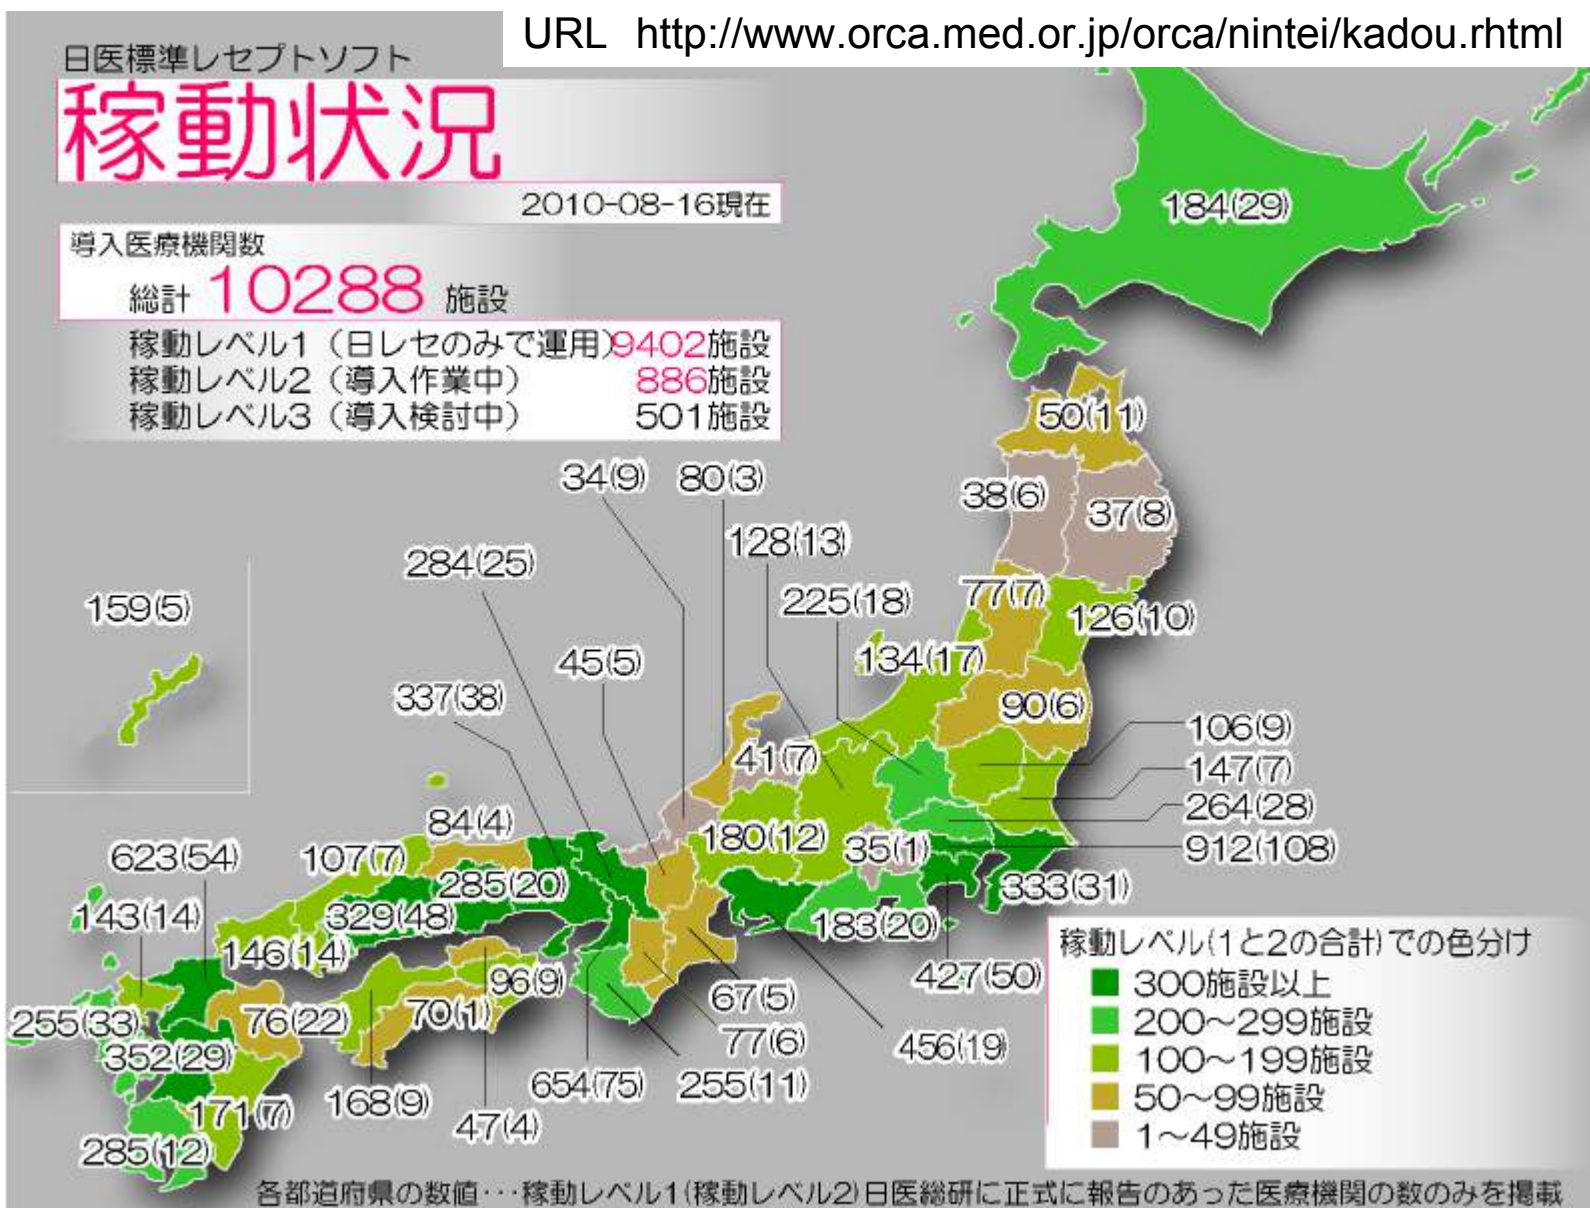 URL http://www.orca.med.or.jp/orca/nintei/kadou.rhtml
日医標準レセプトソフト
稼動状況
2010-08-16現在
導入医療機関数
総計 10288 施設
稼動レベル1（日レセのみで運用）9402施設
稼動レベル2（導入作業中） 886施設
稼動レベル3（導入検討中） 501施設
184(29)
50(11)
38(6)
37(8)
34(9)
80(3)
128(13)
284(25)
225(18)
77(7)
126(10)
159(5)
45(5)
134(17)
337(38)
90(6)
106(9)
41(7)
147(7)
264(28)
84(4)
180(12)
35(1)
912(108)
623(54)
107(7)
285(20)
333(31)
143(14)
329(48)
183(20)
146(14)
96(9)
427(50)
67(5)
255(33)
76(22)
70(1)
77(6)
456(19)
352(29)
654(75)
255(11)
171(7)
168(9)
47(4)
285(12)
稼動レベル(1と2の合計)での色分け
300施設以上
200～299施設
100～199施設
50～99施設
1～49施設
各都道府県の数値･･･稼動レベル1(稼動レベル2)日医総研に正式に報告のあった医療機関の数のみを掲載